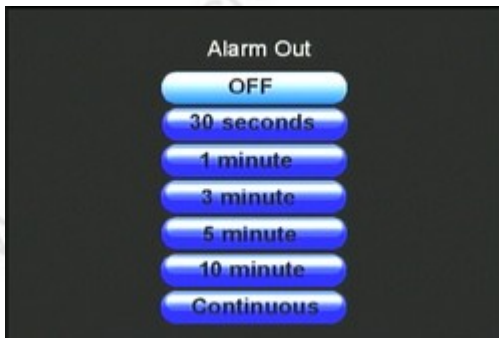 Alarm Out
OFF
30 seconds
1 minute
3 minute
5 minute
10 minute
Continuous